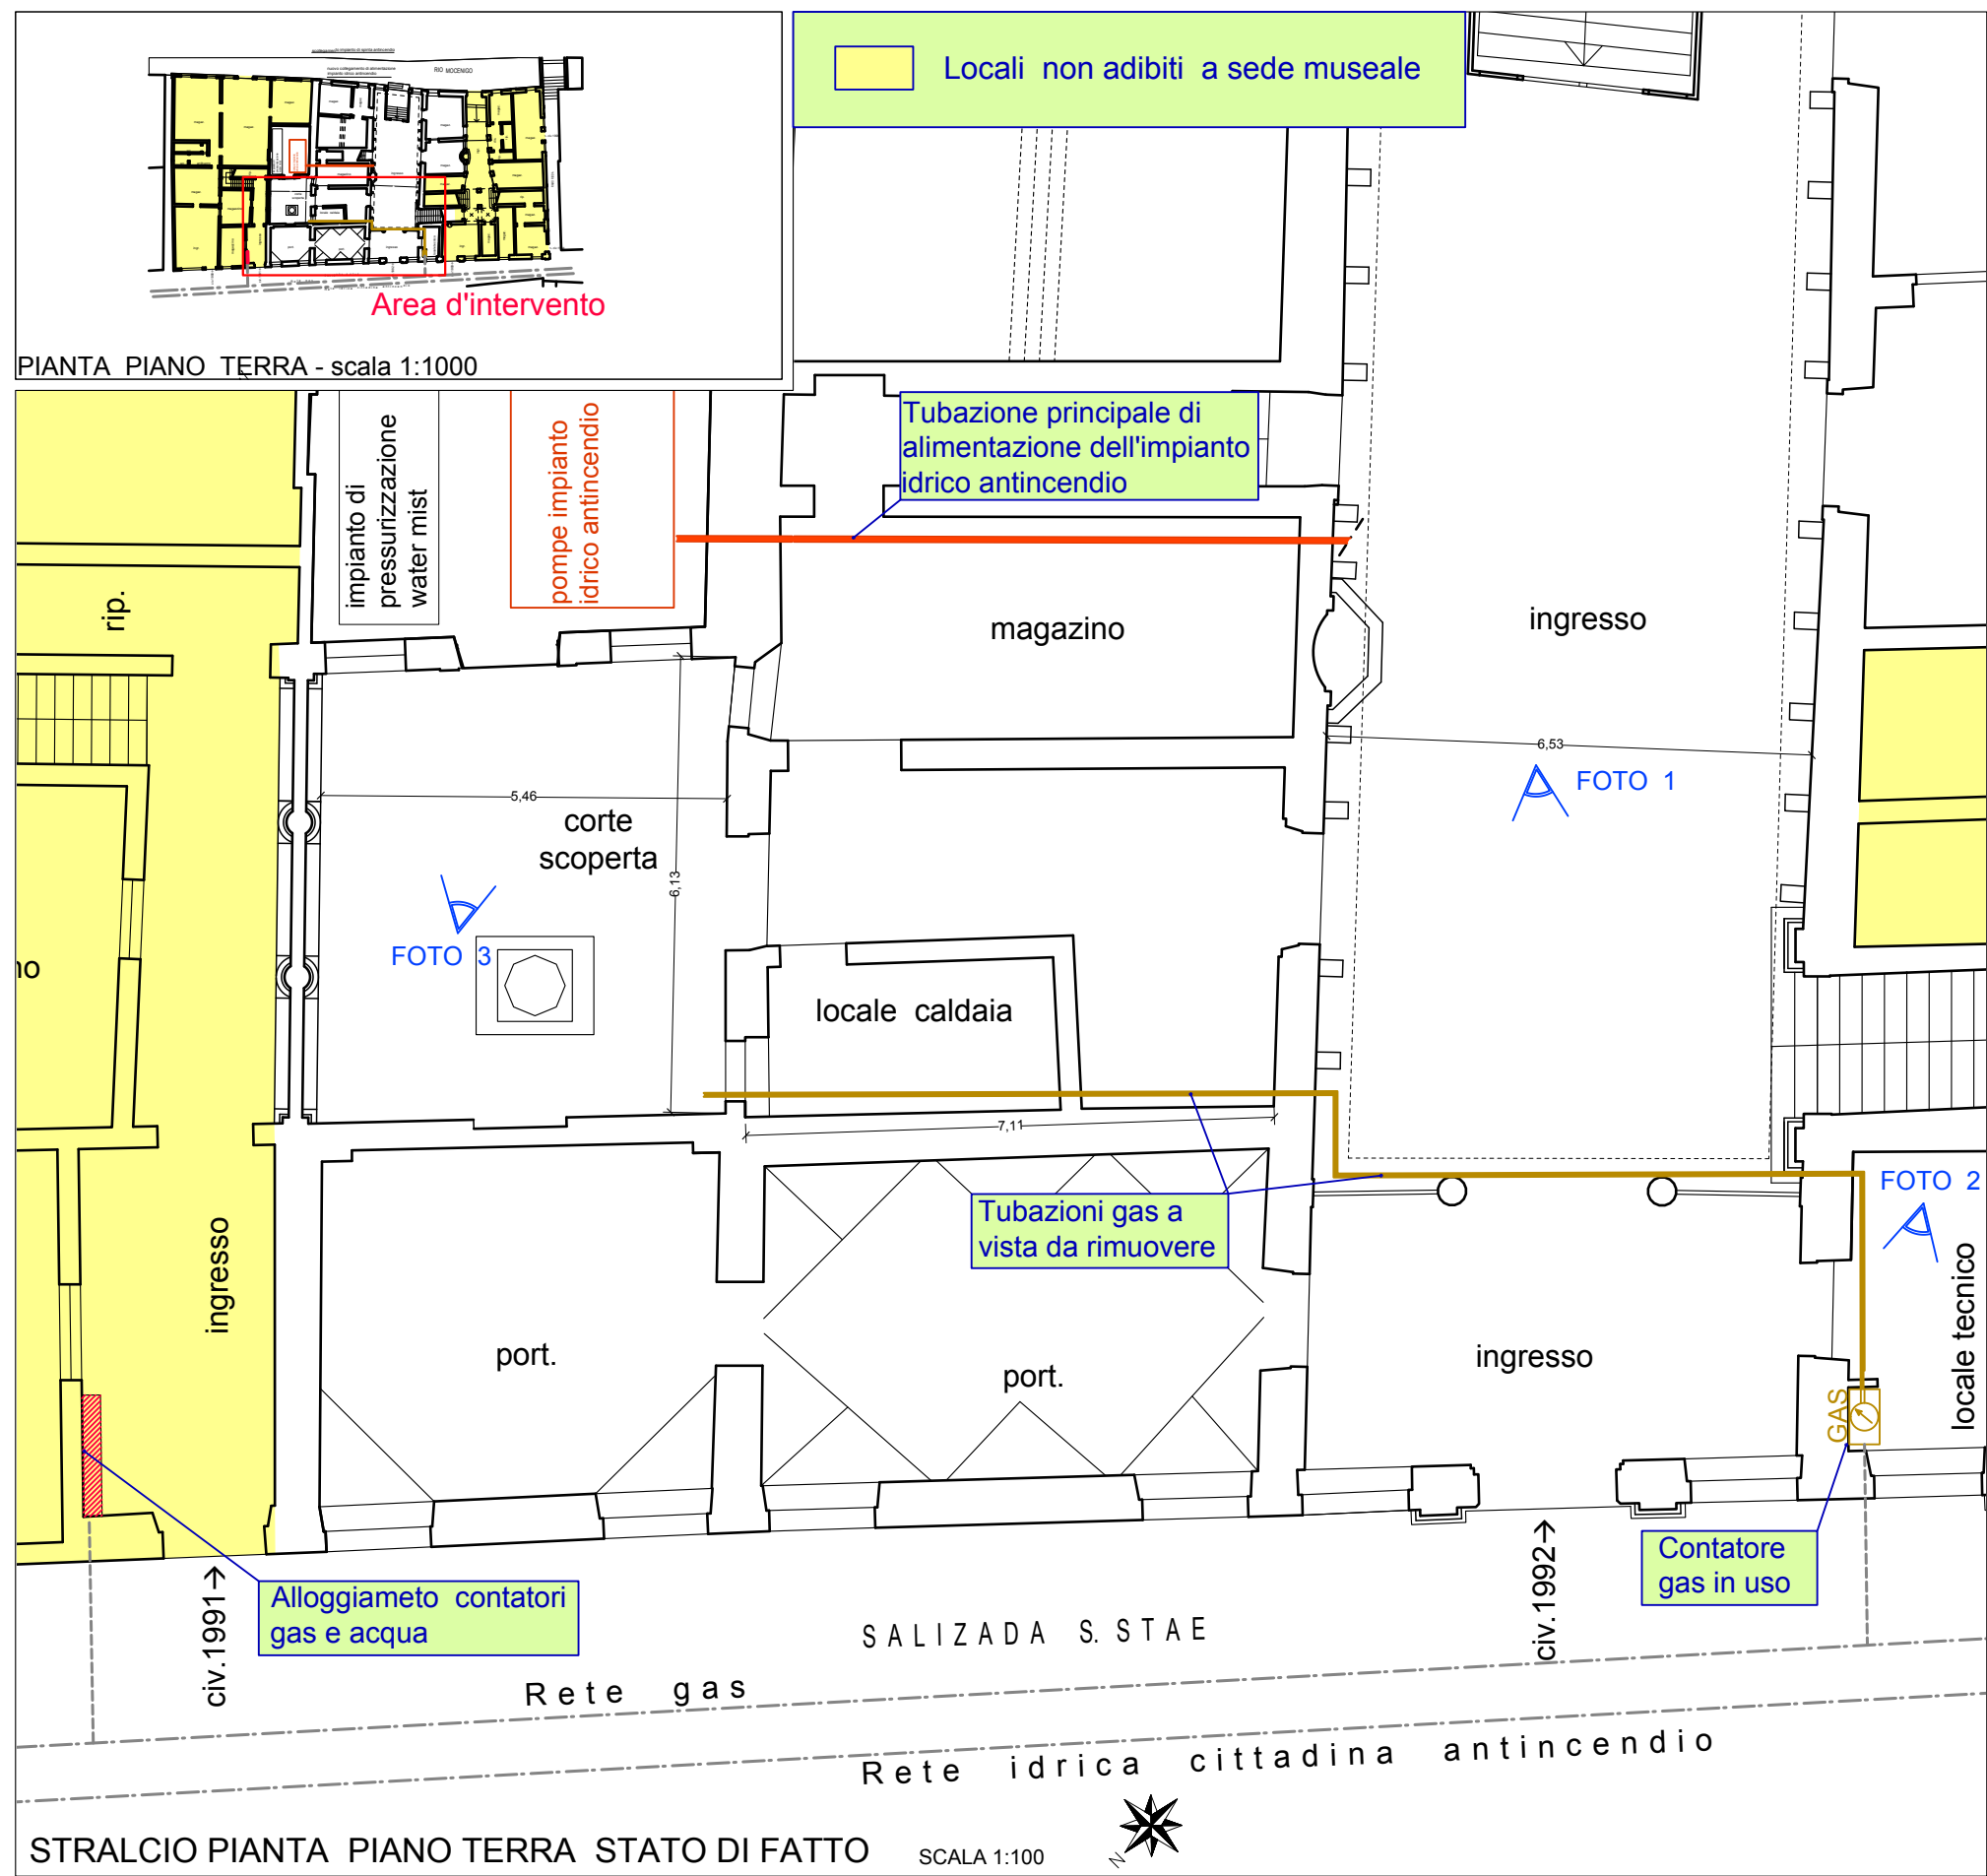 RIO MOCENIGO
Area d'intervento
PIANTA PIANO TERRA - scala 1:1000
Locali non adibiti a sede museale
Tubazione principale di
alimentazione dell'impianto
idrico antincendio
impianto di
pressurizzazione
water mist
pompe impianto
idrico antincendio
rip.
magazino
ingresso
6,53
FOTO 1
5,46
corte
scoperta
6,13
FOTO 3
no
locale caldaia
7,11
FOTO 2
Tubazioni gas a
vista da rimuovere
ingresso
port.
port.
ingresso
locale tecnico
GAS
Contatore
gas in uso
Alloggiameto contatori
gas e acqua
civ.1991
civ.1992
SALIZADA S. STAE
Rete gas
Rete idrica cittadina antincendio
STRALCIO PIANTA PIANO TERRA STATO DI FATTO SCALA 1:100
N